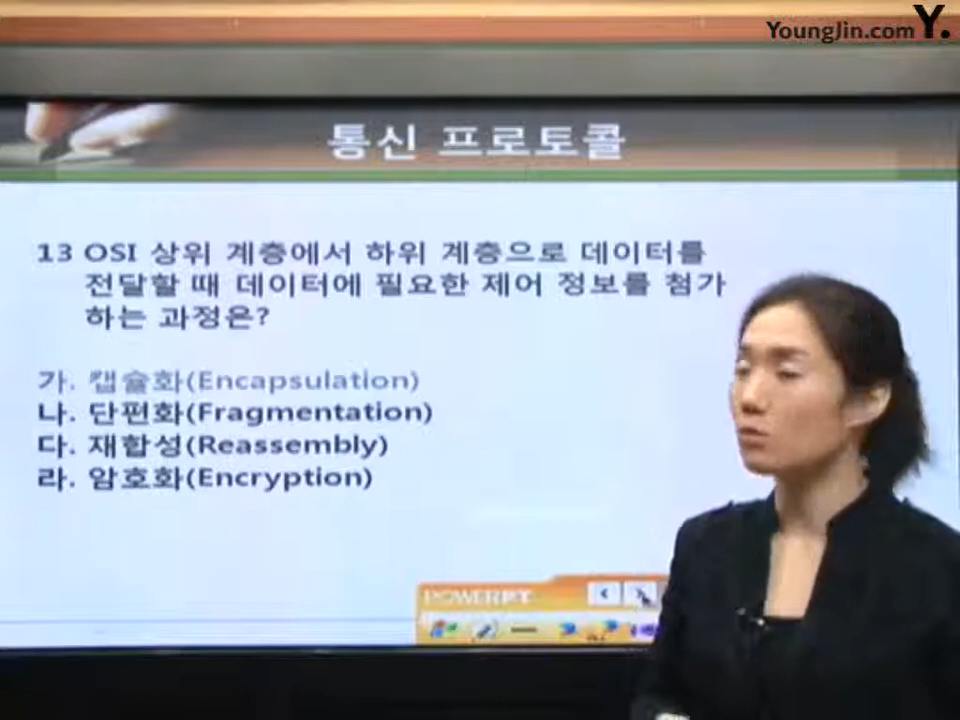 YoungJin.com Y.
통신 프로토콜
13 OSI 상위 계층에서 하위 계층으로 데이터를
전달할 때 데이터에 필요한 제어 정보를 첨가
하는 과정은?
가. 캡슐화(Encapsulation)
나. 단편화(Fragmentation)
다. 재합성(Reassembly)
라. 암호화(Encryption)
POWERPT